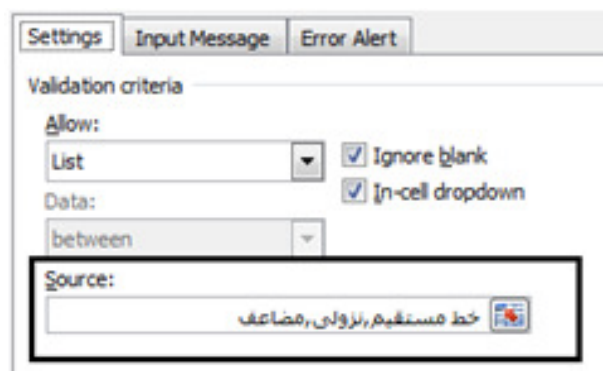 Settings Input Message Error Alert
Validation criteria
Allow:
List
Ignore blank
In-cell dropdown
Data:
between
Source:
خط مستقیم,نزولی,مضاعف